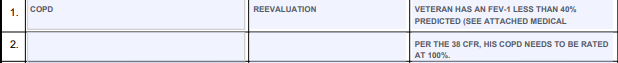 1. COPD REEVALUATION VETERAN HAS AN FEV-1 LESS THAN 40%
PREDICTED (SEE ATTACHED MEDICAL
2. PER THE 38 CFR, HIS COPD NEEDS TO BE RATED
AT 100%.